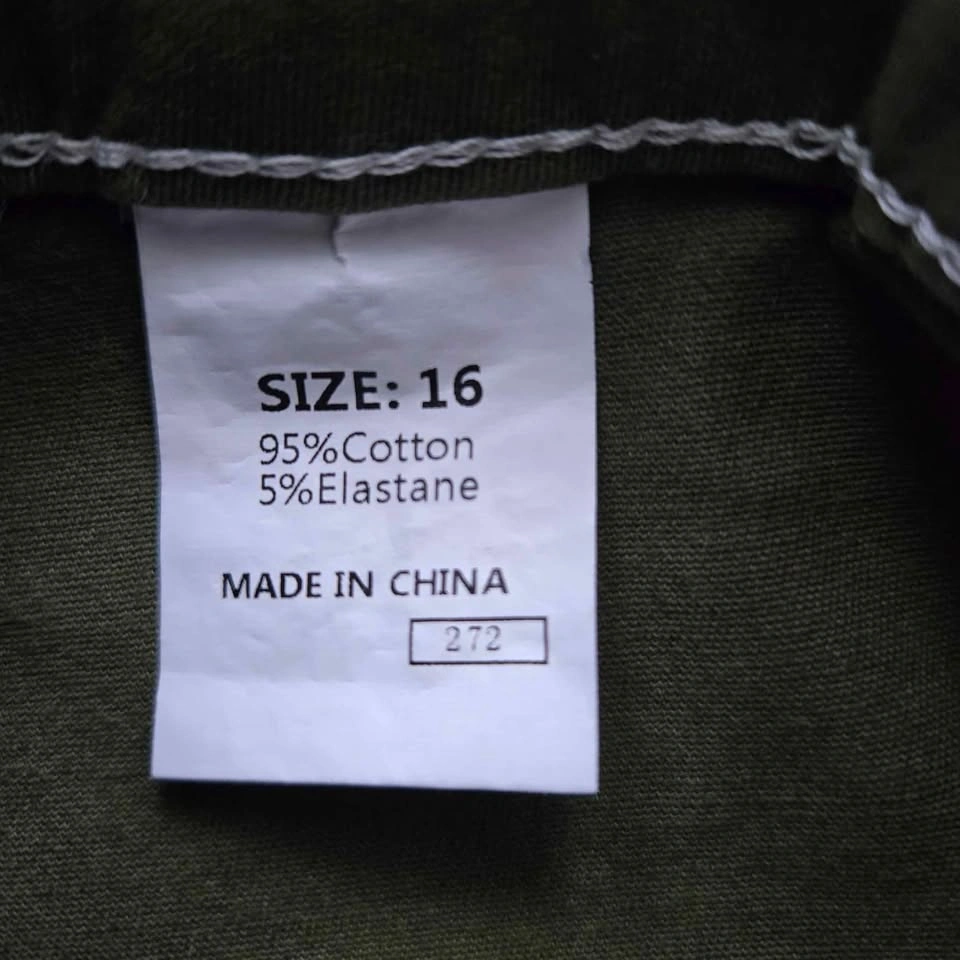 SIZE: 16
95%Cotton
5%Elastane
MADE IN CHINA
272